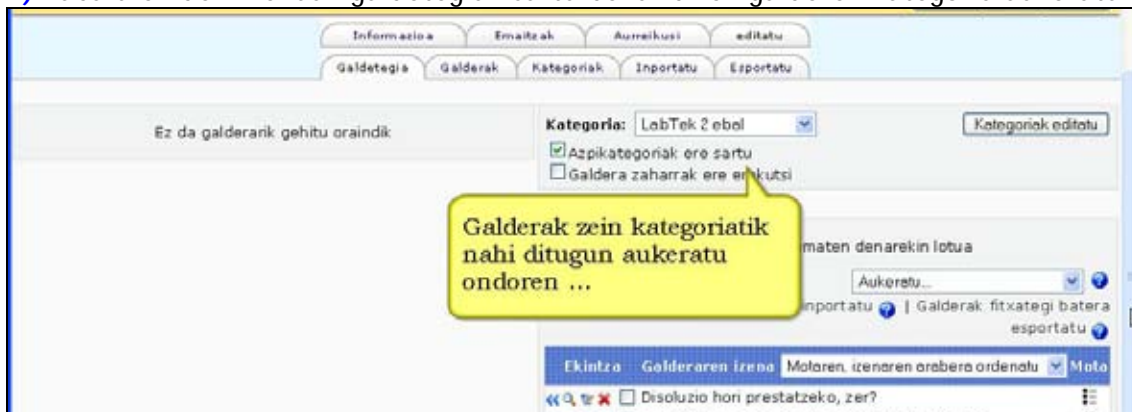 Informazioa Emaitzak Aurreikusi editatu
Galdetegia Galderak Kategoriak Inportatu Esportatu
Ez da galderarik gehitu oraindik
Kategoria: LabTek 2 ebal Kategoriak editatu
Azpikategoriak ere sartu
Galdera zaharrak ere erakutsi
Galderak zein kategoriatik
nahi ditugun aukeratu
ondoren ...
maten denarekin lotua
Aukeratu...
inportatu | Galderak fitxategi batera
esportatu
Ekintza Galderaren izena Motaren, izenaren arabera ordenatu Mota
Disoluzio hori prestatzeko, zer?